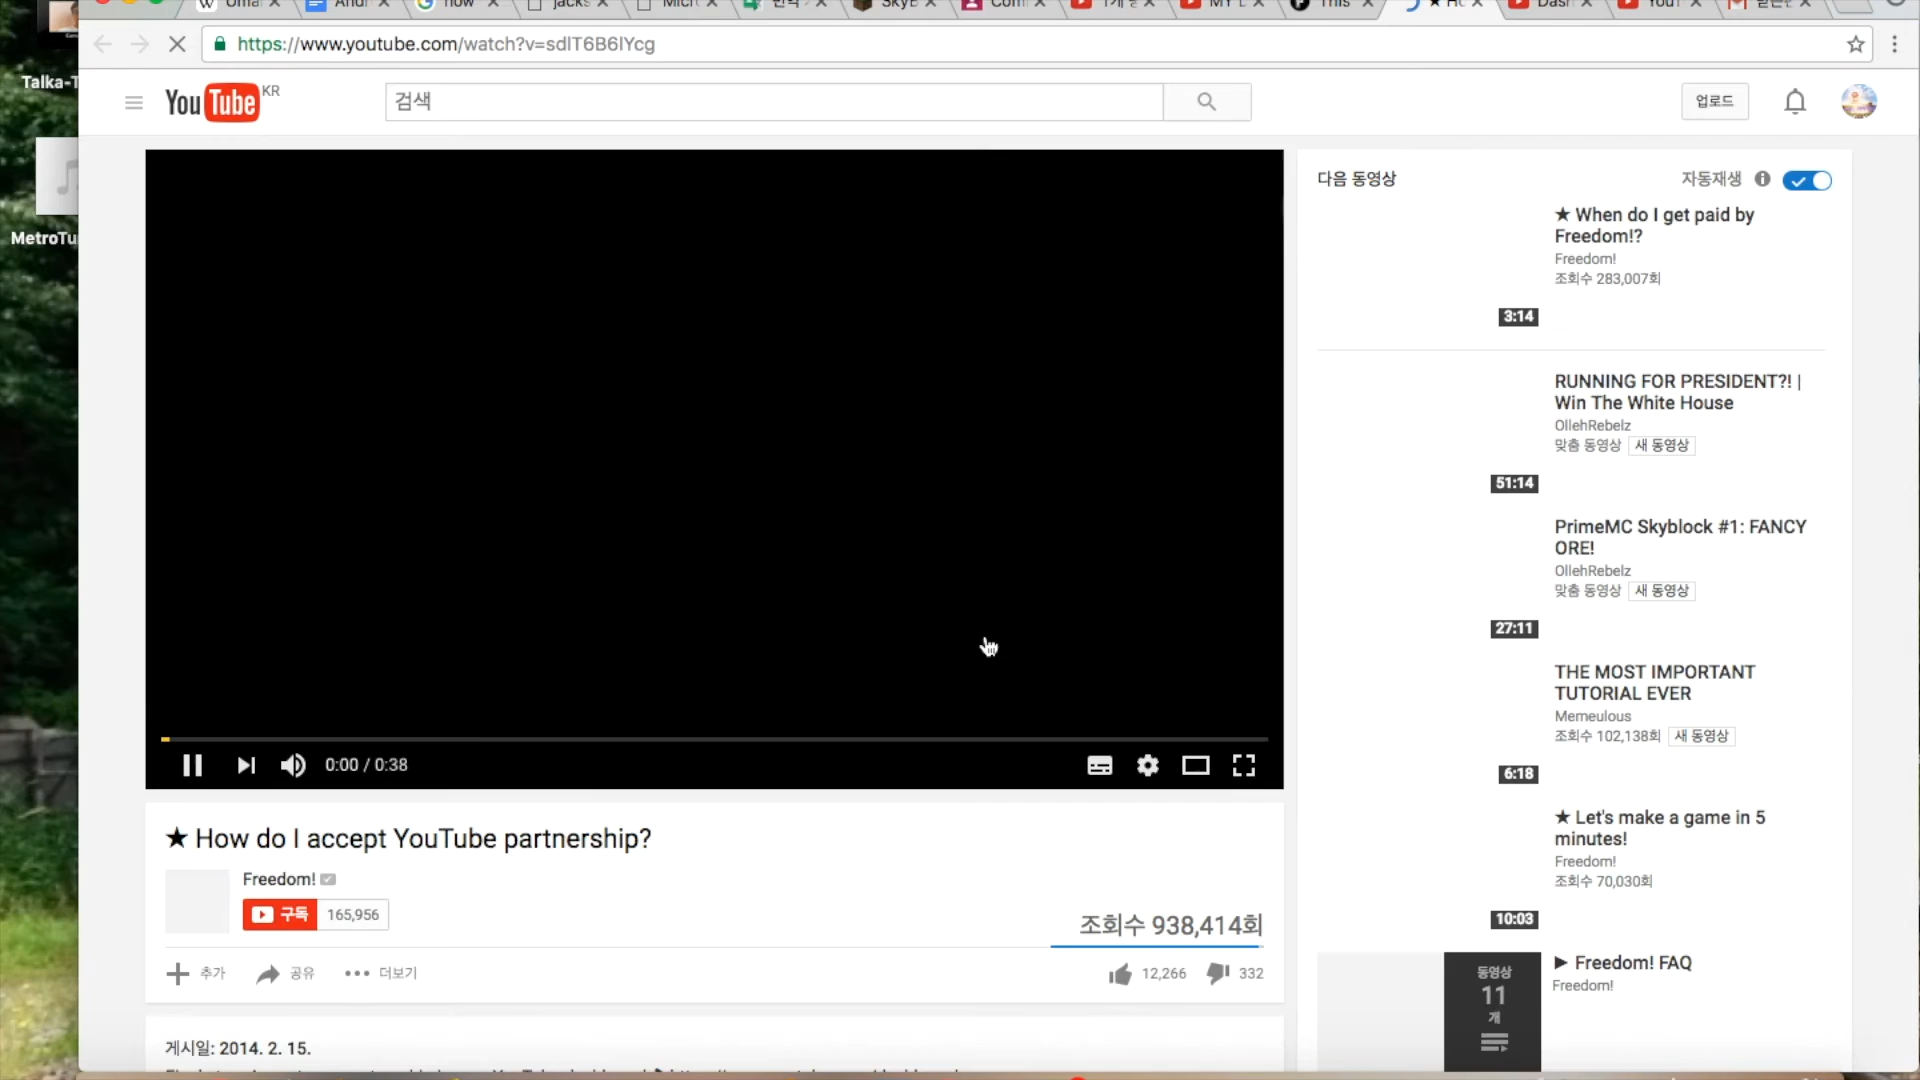 https://www.youtube.com/watch?v=sdlT6B6lYcg
YouTube KR
검색
업로드
Talka-T
MetroTu
다음 동영상
자동재생
★ When do I get paid by
Freedom!?
Freedom!
조회수 283,007회
3:14
RUNNING FOR PRESIDENT?! |
Win The White House
OllehRebelz
맞춤 동영상 새 동영상
51:14
PrimeMC Skyblock #1: FANCY
ORE!
OllehRebelz
맞춤 동영상 새 동영상
27:11
THE MOST IMPORTANT
TUTORIAL EVER
Memeulous
조회수 102,138회 새 동영상
6:18
★ Let's make a game in 5
minutes!
Freedom!
조회수 70,030회
10:03
▶ Freedom! FAQ
Freedom!
동영상
11
개
0:00 / 0:38
★ How do I accept YouTube partnership?
Freedom!
구독 165,956
조회수 938,414회
추가 공유 더보기
12,266 332
게시일: 2014. 2. 15.